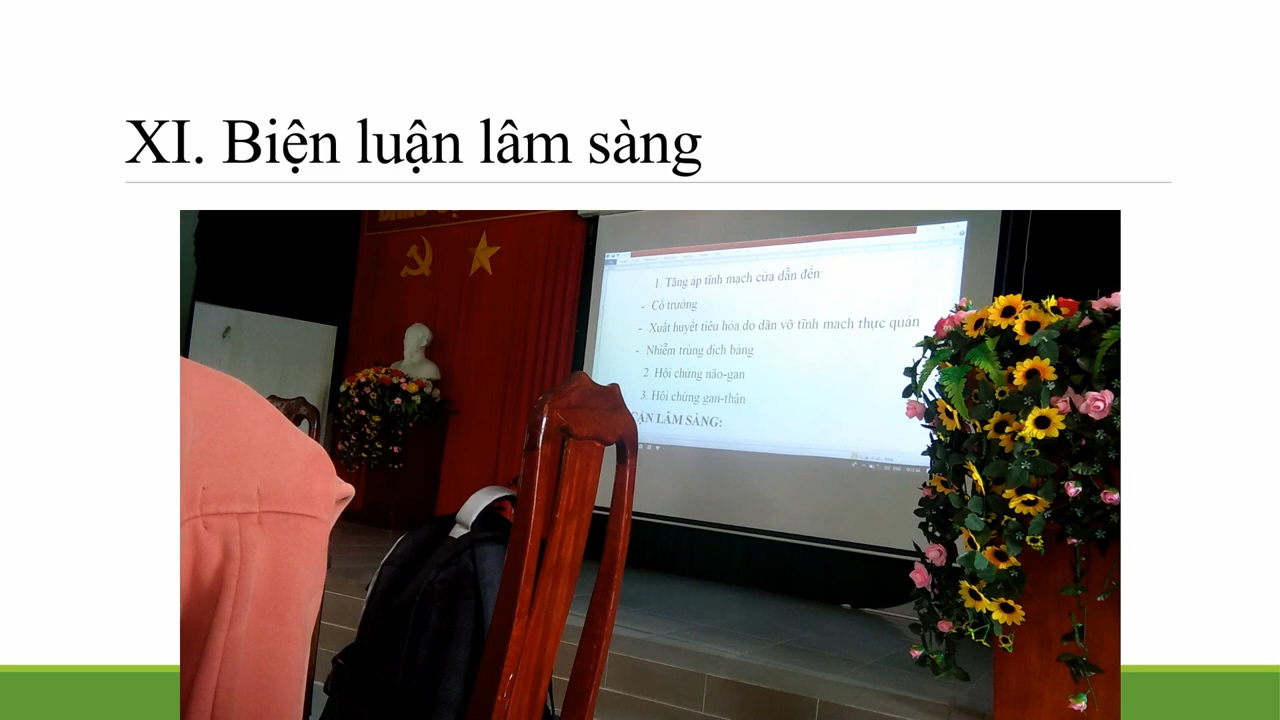 XI. Biện luận lâm sàng
1. Tăng áp tĩnh mạch cửa dẫn đến:
- Cổ trướng
- Xuất huyết tiêu hóa do dãn vỡ tĩnh mạch thực quản
- Nhiễm trùng dịch báng
2. Hội chứng não-gan
3. Hội chứng gan-thận
LÂM SÀNG: